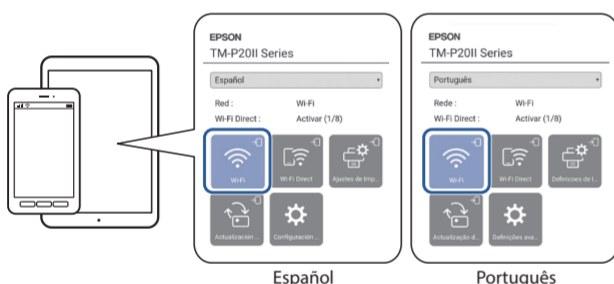 EPSON
TM-P20II Series
Español
Red : Wi-Fi
Wi-Fi Direct : Activar (1/8)
Wi-Fi
Wi-Fi Direct
Ajustes de Imp...
Actualización ...
Configuración ...
Español
EPSON
TM-P20II Series
Português
Rede : Wi-Fi
Wi-Fi Direct : Activar (1/8)
Wi-Fi
Wi-Fi Direct
Definicoes de I...
Actualização d...
Definições ava...
Português